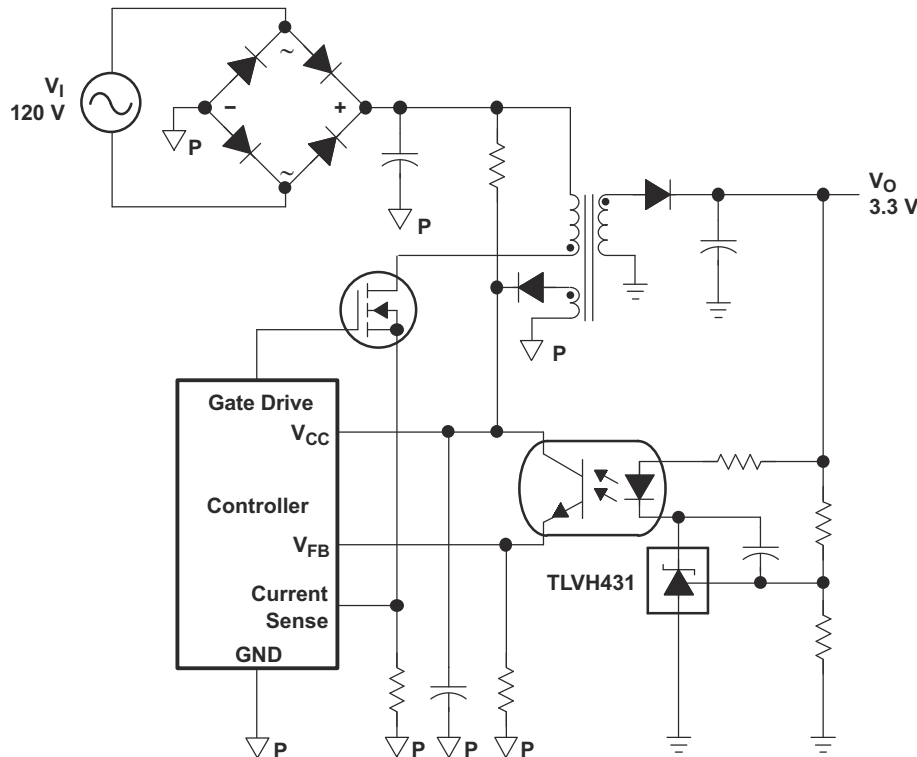 V_I
120 V
~
−
+
~
P
P
V_O
3.3 V
P
Gate Drive
V_CC
Controller
V_FB
Current
Sense
GND
TLVH431
P
P
P
P